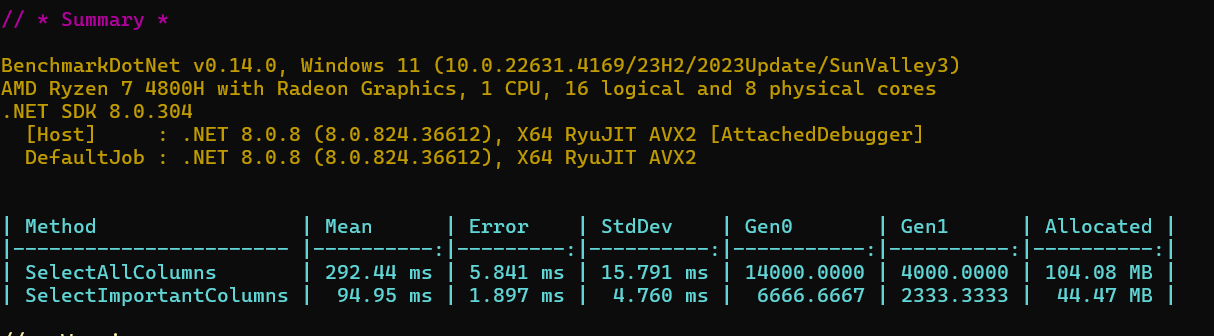 // * Summary *
BenchmarkDotNet v0.14.0, Windows 11 (10.0.22631.4169/23H2/2023Update/SunValley3)
AMD Ryzen 7 4800H with Radeon Graphics, 1 CPU, 16 logical and 8 physical cores
.NET SDK 8.0.304
  [Host]     : .NET 8.0.8 (8.0.824.36612), X64 RyuJIT AVX2 [AttachedDebugger]
  DefaultJob : .NET 8.0.8 (8.0.824.36612), X64 RyuJIT AVX2
| Method                 | Mean      | Error    | StdDev    | Gen0       | Gen1      | Allocated |
|----------------------- |----------:|---------:|----------:|-----------:|----------:|----------:|
| SelectAllColumns       | 292.44 ms | 5.841 ms | 15.791 ms | 14000.0000 | 4000.0000 | 104.08 MB |
| SelectImportantColumns |  94.95 ms | 1.897 ms |  4.760 ms |  6666.6667 | 2333.3333 |  44.47 MB |